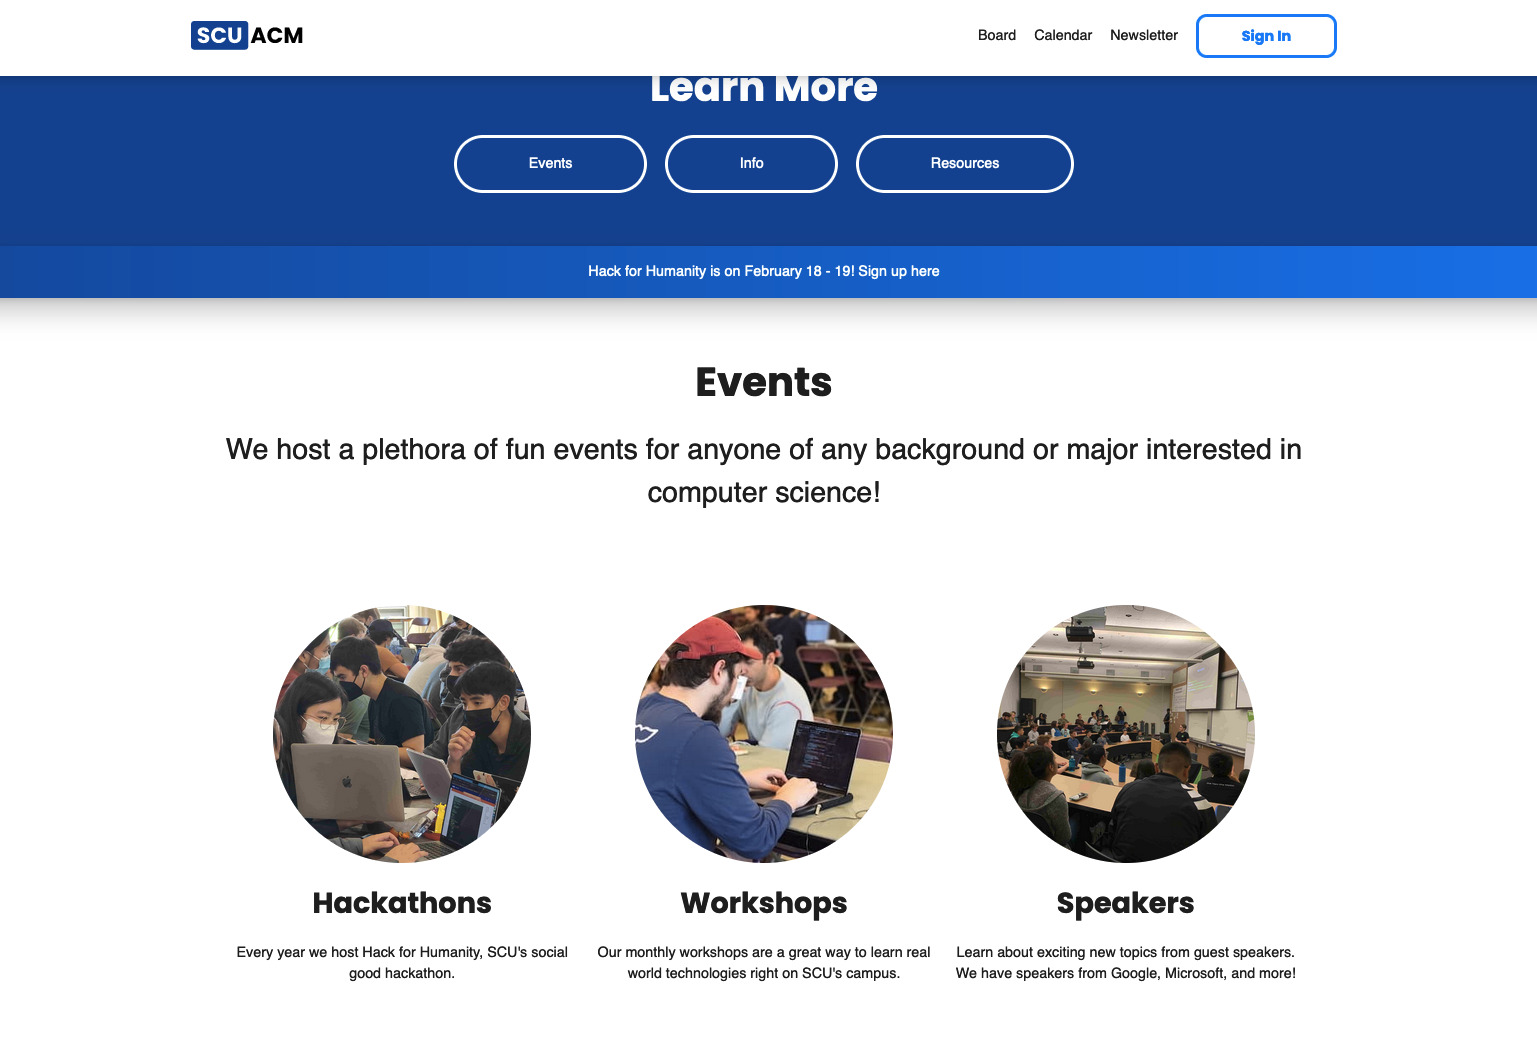 SCU ACM
Board Calendar Newsletter Sign In
Learn More
Events Info Resources
Hack for Humanity is on February 18 - 19! Sign up here
Events
We host a plethora of fun events for anyone of any background or major interested in
computer science!
Hackathons Workshops Speakers
Every year we host Hack for Humanity, SCU's social
good hackathon.
Our monthly workshops are a great way to learn real
world technologies right on SCU's campus.
Learn about exciting new topics from guest speakers.
We have speakers from Google, Microsoft, and more!